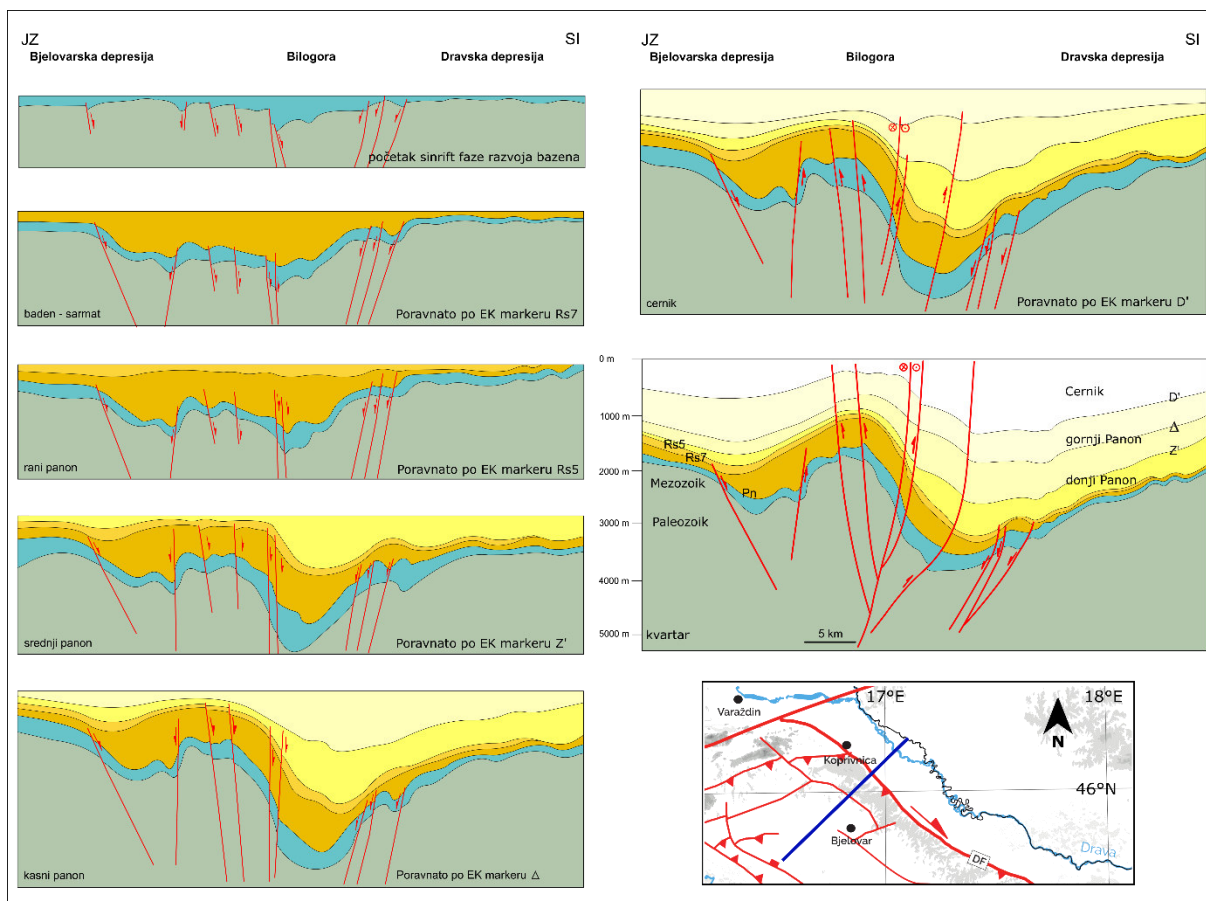 JZ
SI
Bjelovarska depresija
Bilogora
Dravska depresija
početak sinrift faze razvoja bazena
baden - sarmat
Poravnato po EK markeru Rs7
rani panon
Poravnato po EK markeru Rs5
srednji panon
Poravnato po EK markeru Z'
kasni panon
Poravnato po EK markeru Δ
JZ
SI
Bjelovarska depresija
Bilogora
Dravska depresija
cernik
Poravnato po EK markeru D'
0 m
1000 m
2000 m
3000 m
4000 m
5000 m
Cernik
D'
Δ
gornji Panon
Z'
donji Panon
Rs5
Rs7
Mezozoik
Pn
Paleozoik
kvartar
5 km
17°E
18°E
Varaždin
N
Koprivnica
46°N
Bjelovar
Drava
DF